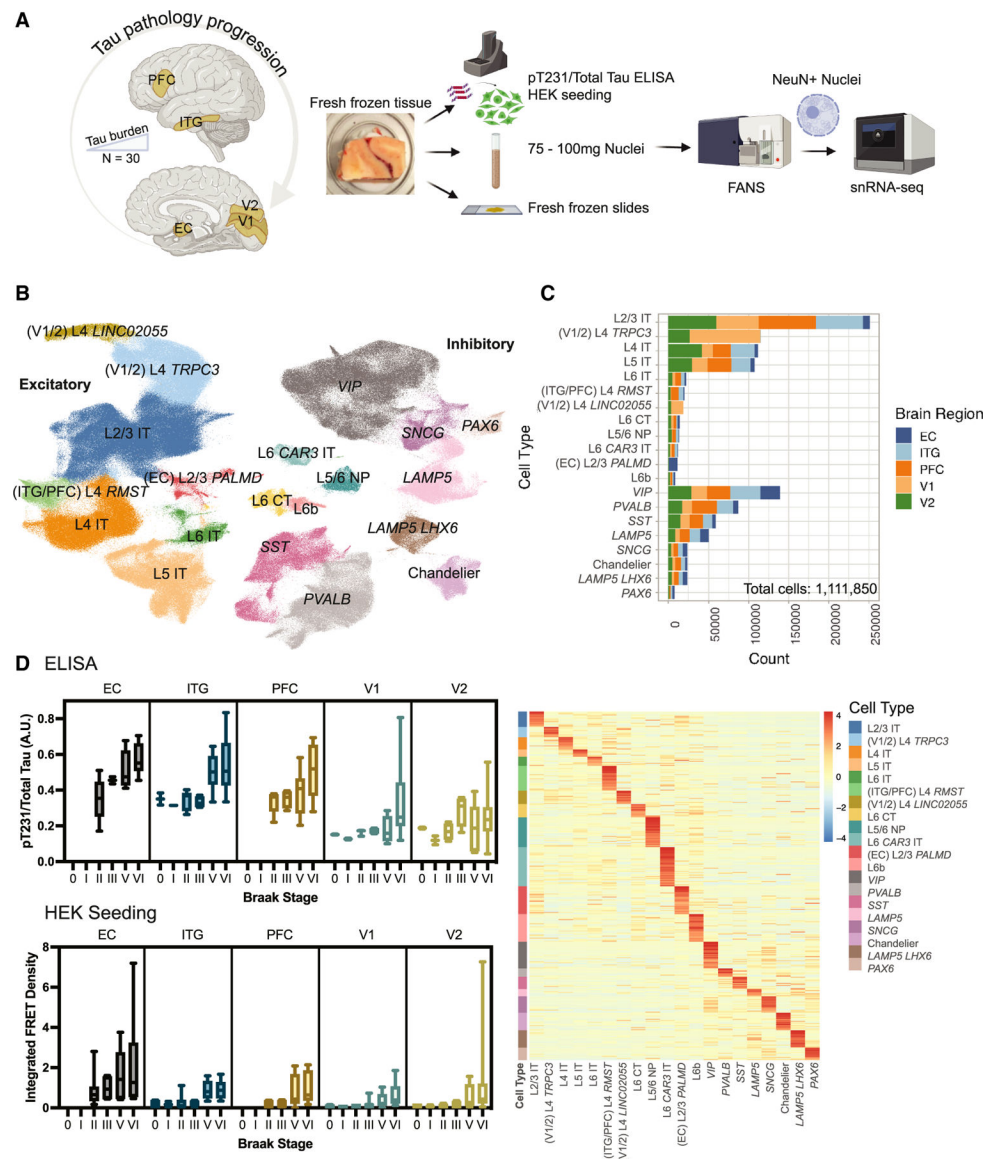 A
Tau pathology progression
PFC
ITG
Tau burden
N = 30
V2
V1
EC
Fresh frozen tissue
pT231/Total Tau ELISA
HEK seeding
75 - 100mg Nuclei
Fresh frozen slides
NeuN+ Nuclei
FANS
snRNA-seq
B
(V1/2) L4 LINC02055
(V1/2) L4 TRPC3
Excitatory
Inhibitory
VIP
L2/3 IT
SNCG
PAX6
L6 CAR3 IT
(EC) L2/3 PALMD
L5/6 NP
LAMP5
(ITG/PFC) L4 RMST
L6 CT
L6b
L4 IT
L6 IT
LAMP5 LHX6
SST
L5 IT
Chandelier
PVALB
C
Cell Type
L2/3 IT
(V1/2) L4 TRPC3
L4 IT
L5 IT
L6 IT
(ITG/PFC) L4 RMST
(V1/2) L4 LINC02055
L6 CT
L5/6 NP
L6 CAR3 IT
(EC) L2/3 PALMD
L6b
VIP
PVALB
SST
LAMP5
SNCG
Chandelier
LAMP5 LHX6
PAX6
Total cells: 1,111,850
0
50000
100000
150000
200000
250000
Count
Brain Region
EC
ITG
PFC
V1
V2
D ELISA
EC ITG PFC V1 V2
pT231/Total Tau (A.U.)
0.8
0.6
0.4
0.2
0.0
0 I II III V VI 0 I II III V VI 0 I II III V VI 0 I II III V VI 0 I II III V VI
Braak Stage
HEK Seeding
EC ITG PFC V1 V2
Integrated FRET Density
8
6
4
2
0
0 I II III V VI 0 I II III V VI 0 I II III V VI 0 I II III V VI 0 I II III V VI
Braak Stage
4
2
0
-2
-4
Cell Type
L2/3 IT
(V1/2) L4 TRPC3
L4 IT
L5 IT
L6 IT
(ITG/PFC) L4 RMST
(V1/2) L4 LINC02055
L6 CT
L5/6 NP
L6 CAR3 IT
(EC) L2/3 PALMD
L6b
VIP
PVALB
SST
LAMP5
SNCG
Chandelier
LAMP5 LHX6
PAX6
Cell Type
L2/3 IT
(V1/2) L4 TRPC3
L4 IT
L5 IT
L6 IT
(ITG/PFC) L4 RMST
V1/2) L4 LINC02055
L6 CT
L5/6 NP
L6 CAR3 IT
(EC) L2/3 PALMD
L6b
VIP
PVALB
SST
LAMP5
SNCG
Chandelier
LAMP5 LHX6
PAX6